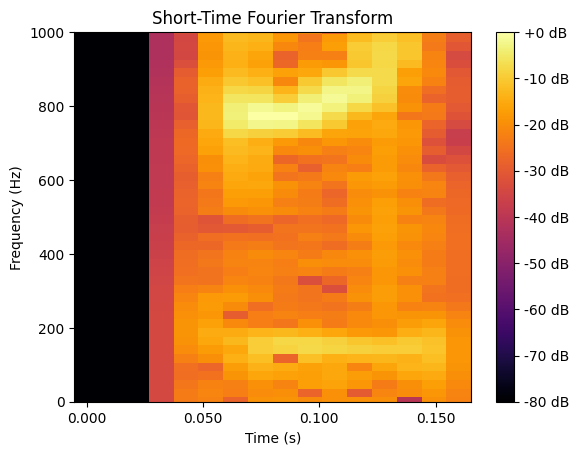 Short-Time Fourier Transform
1000
800
600
400
200
0
Frequency (Hz)
0.000
0.050
0.100
0.150
Time (s)
+0 dB
-10 dB
-20 dB
-30 dB
-40 dB
-50 dB
-60 dB
-70 dB
-80 dB